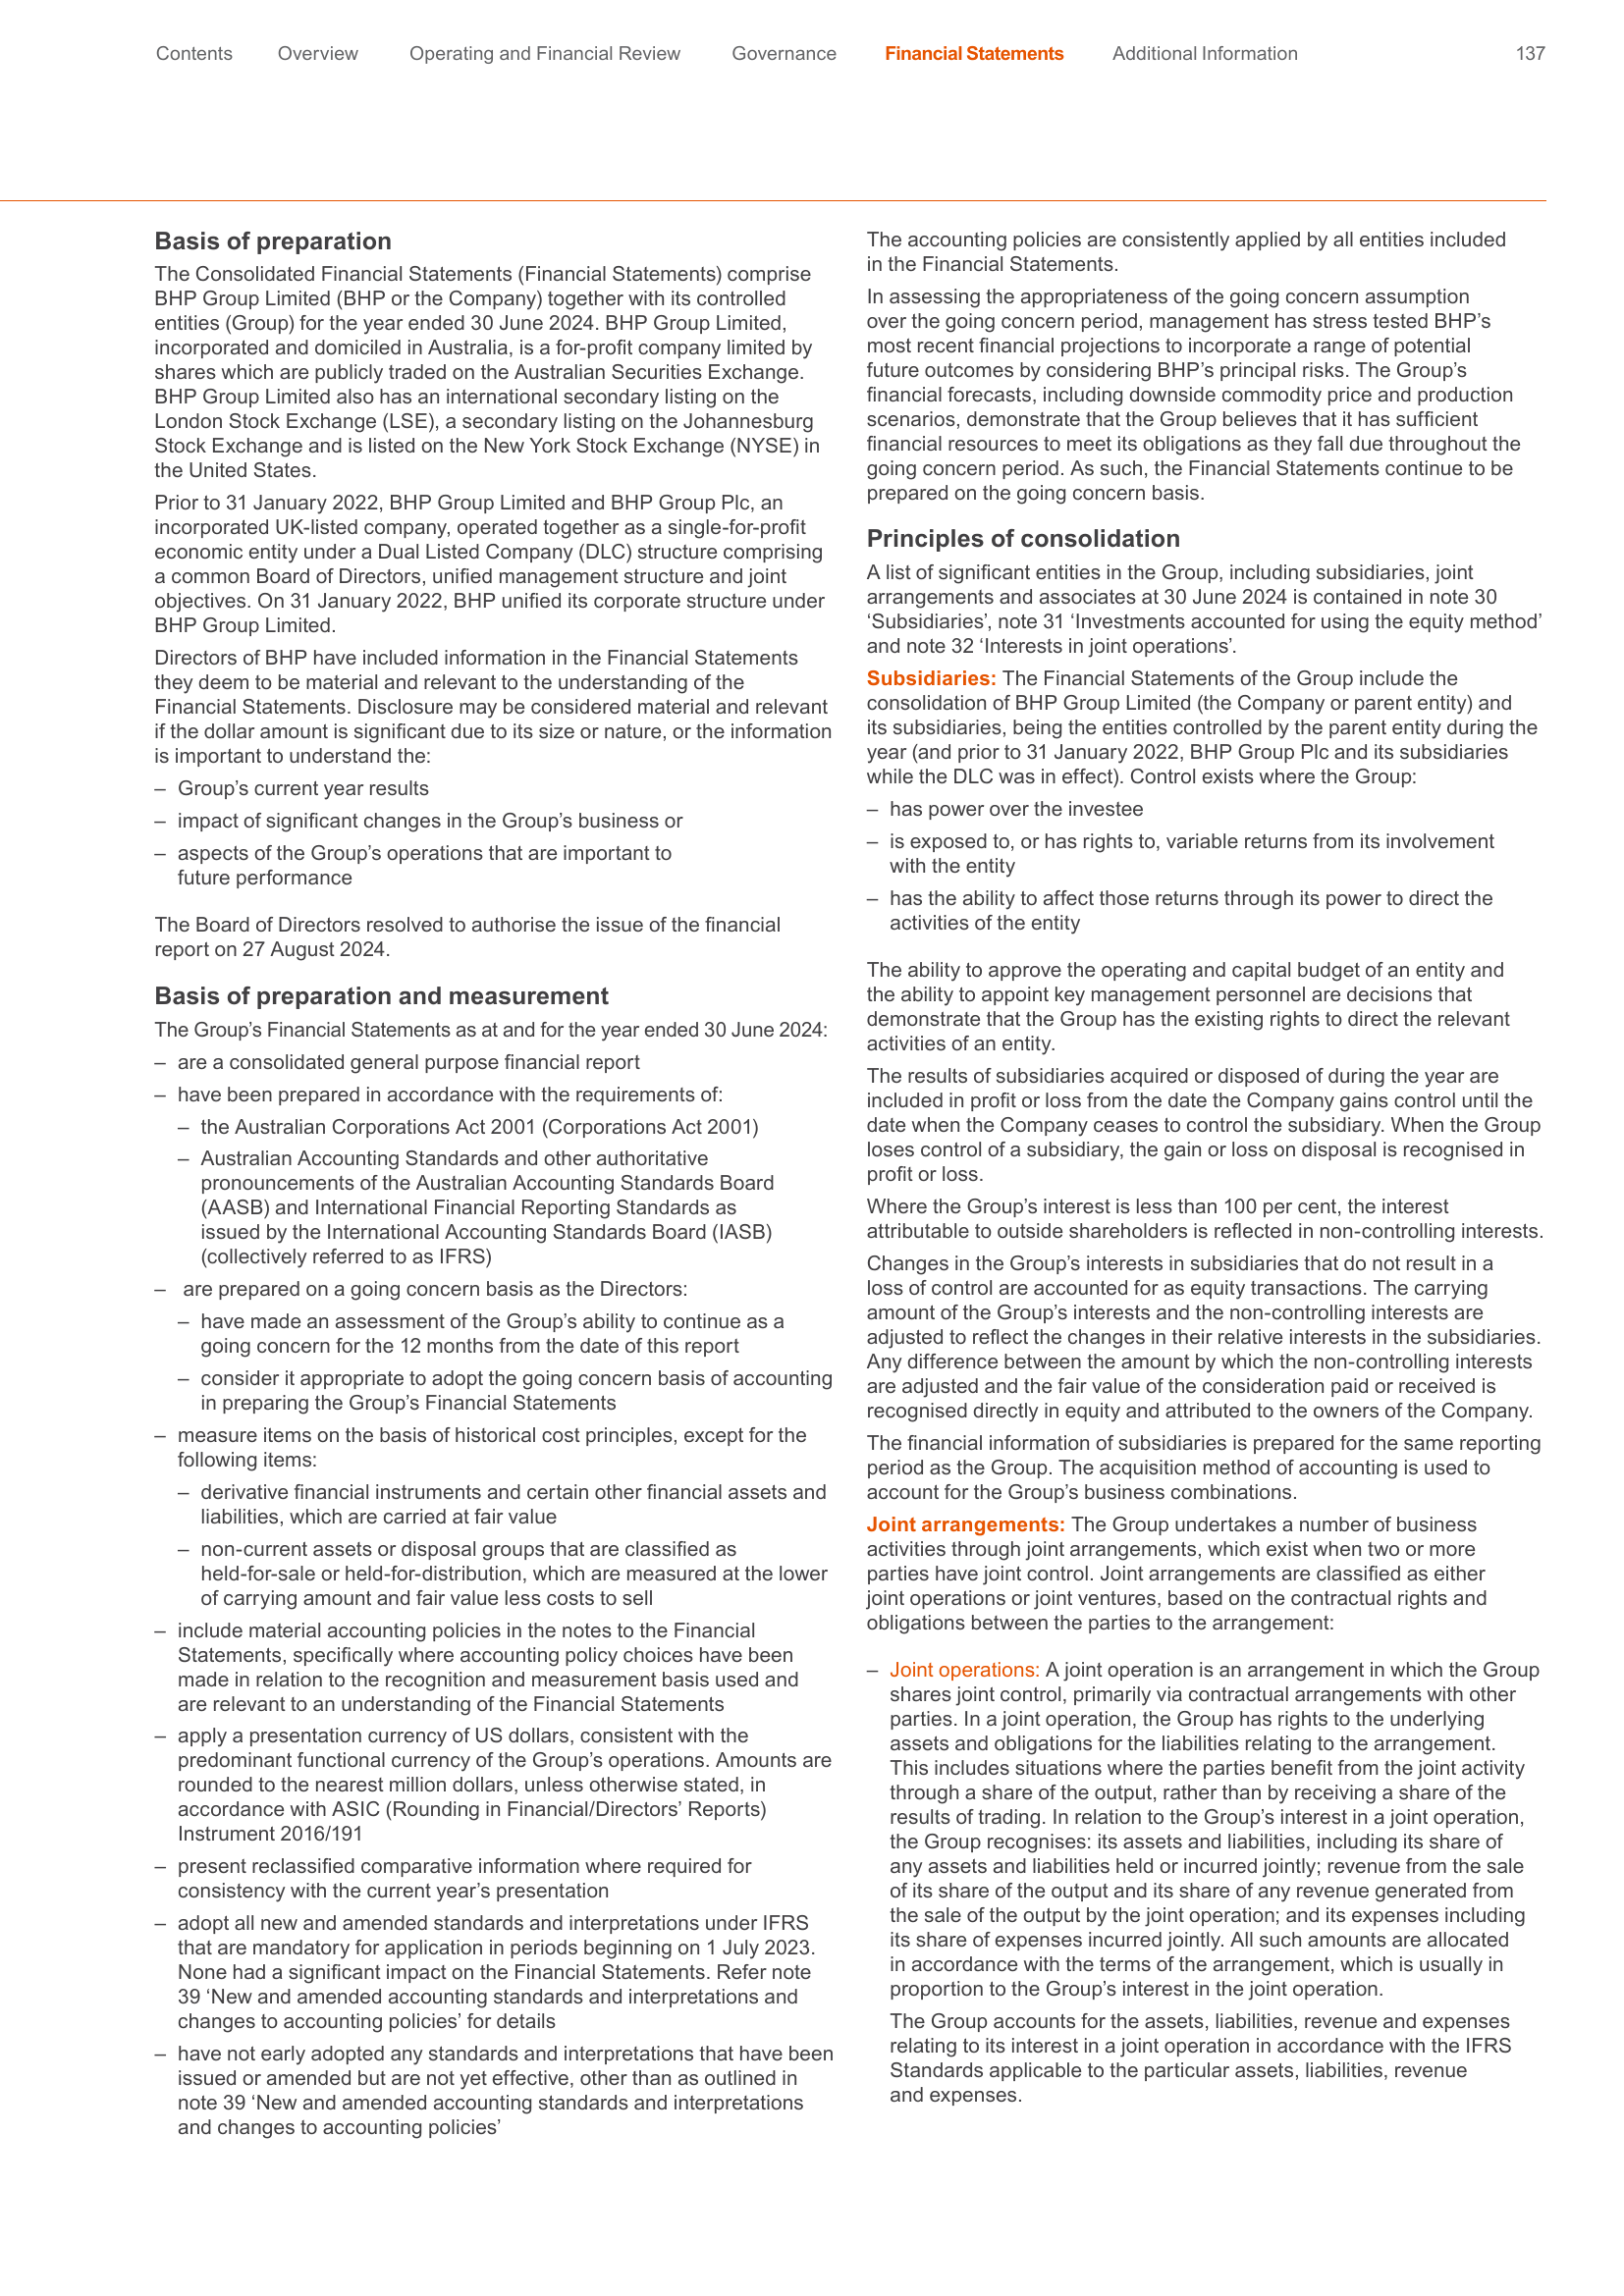 Contents Overview Operating and Financial Review Governance Financial Statements Additional Information 137
Basis of preparation
The Consolidated Financial Statements (Financial Statements) comprise
BHP Group Limited (BHP or the Company) together with its controlled
entities (Group) for the year ended 30 June 2024. BHP Group Limited,
incorporated and domiciled in Australia, is a for-profit company limited by
shares which are publicly traded on the Australian Securities Exchange.
BHP Group Limited also has an international secondary listing on the
London Stock Exchange (LSE), a secondary listing on the Johannesburg
Stock Exchange and is listed on the New York Stock Exchange (NYSE) in
the United States.
Prior to 31 January 2022, BHP Group Limited and BHP Group Plc, an
incorporated UK-listed company, operated together as a single-for-profit
economic entity under a Dual Listed Company (DLC) structure comprising
a common Board of Directors, unified management structure and joint
objectives. On 31 January 2022, BHP unified its corporate structure under
BHP Group Limited.
Directors of BHP have included information in the Financial Statements
they deem to be material and relevant to the understanding of the
Financial Statements. Disclosure may be considered material and relevant
if the dollar amount is significant due to its size or nature, or the information
is important to understand the:
– Group’s current year results
– impact of significant changes in the Group’s business or
– aspects of the Group’s operations that are important to
future performance
The Board of Directors resolved to authorise the issue of the financial
report on 27 August 2024.
Basis of preparation and measurement
The Group’s Financial Statements as at and for the year ended 30 June 2024:
– are a consolidated general purpose financial report
– have been prepared in accordance with the requirements of:
– the Australian Corporations Act 2001 (Corporations Act 2001)
– Australian Accounting Standards and other authoritative
pronouncements of the Australian Accounting Standards Board
(AASB) and International Financial Reporting Standards as
issued by the International Accounting Standards Board (IASB)
(collectively referred to as IFRS)
– are prepared on a going concern basis as the Directors:
– have made an assessment of the Group’s ability to continue as a
going concern for the 12 months from the date of this report
– consider it appropriate to adopt the going concern basis of accounting
in preparing the Group’s Financial Statements
– measure items on the basis of historical cost principles, except for the
following items:
– derivative financial instruments and certain other financial assets and
liabilities, which are carried at fair value
– non-current assets or disposal groups that are classified as
held-for-sale or held-for-distribution, which are measured at the lower
of carrying amount and fair value less costs to sell
– include material accounting policies in the notes to the Financial
Statements, specifically where accounting policy choices have been
made in relation to the recognition and measurement basis used and
are relevant to an understanding of the Financial Statements
– apply a presentation currency of US dollars, consistent with the
predominant functional currency of the Group’s operations. Amounts are
rounded to the nearest million dollars, unless otherwise stated, in
accordance with ASIC (Rounding in Financial/Directors’ Reports)
Instrument 2016/191
– present reclassified comparative information where required for
consistency with the current year’s presentation
– adopt all new and amended standards and interpretations under IFRS
that are mandatory for application in periods beginning on 1 July 2023.
None had a significant impact on the Financial Statements. Refer note
39 ‘New and amended accounting standards and interpretations and
changes to accounting policies’ for details
– have not early adopted any standards and interpretations that have been
issued or amended but are not yet effective, other than as outlined in
note 39 ‘New and amended accounting standards and interpretations
and changes to accounting policies’
The accounting policies are consistently applied by all entities included
in the Financial Statements.
In assessing the appropriateness of the going concern assumption
over the going concern period, management has stress tested BHP’s
most recent financial projections to incorporate a range of potential
future outcomes by considering BHP’s principal risks. The Group’s
financial forecasts, including downside commodity price and production
scenarios, demonstrate that the Group believes that it has sufficient
financial resources to meet its obligations as they fall due throughout the
going concern period. As such, the Financial Statements continue to be
prepared on the going concern basis.
Principles of consolidation
A list of significant entities in the Group, including subsidiaries, joint
arrangements and associates at 30 June 2024 is contained in note 30
‘Subsidiaries’, note 31 ‘Investments accounted for using the equity method’
and note 32 ‘Interests in joint operations’.
Subsidiaries: The Financial Statements of the Group include the
consolidation of BHP Group Limited (the Company or parent entity) and
its subsidiaries, being the entities controlled by the parent entity during the
year (and prior to 31 January 2022, BHP Group Plc and its subsidiaries
while the DLC was in effect). Control exists where the Group:
– has power over the investee
– is exposed to, or has rights to, variable returns from its involvement
with the entity
– has the ability to affect those returns through its power to direct the
activities of the entity
The ability to approve the operating and capital budget of an entity and
the ability to appoint key management personnel are decisions that
demonstrate that the Group has the existing rights to direct the relevant
activities of an entity.
The results of subsidiaries acquired or disposed of during the year are
included in profit or loss from the date the Company gains control until the
date when the Company ceases to control the subsidiary. When the Group
loses control of a subsidiary, the gain or loss on disposal is recognised in
profit or loss.
Where the Group’s interest is less than 100 per cent, the interest
attributable to outside shareholders is reflected in non-controlling interests.
Changes in the Group’s interests in subsidiaries that do not result in a
loss of control are accounted for as equity transactions. The carrying
amount of the Group’s interests and the non-controlling interests are
adjusted to reflect the changes in their relative interests in the subsidiaries.
Any difference between the amount by which the non-controlling interests
are adjusted and the fair value of the consideration paid or received is
recognised directly in equity and attributed to the owners of the Company.
The financial information of subsidiaries is prepared for the same reporting
period as the Group. The acquisition method of accounting is used to
account for the Group’s business combinations.
Joint arrangements: The Group undertakes a number of business
activities through joint arrangements, which exist when two or more
parties have joint control. Joint arrangements are classified as either
joint operations or joint ventures, based on the contractual rights and
obligations between the parties to the arrangement:
– Joint operations: A joint operation is an arrangement in which the Group
shares joint control, primarily via contractual arrangements with other
parties. In a joint operation, the Group has rights to the underlying
assets and obligations for the liabilities relating to the arrangement.
This includes situations where the parties benefit from the joint activity
through a share of the output, rather than by receiving a share of the
results of trading. In relation to the Group’s interest in a joint operation,
the Group recognises: its assets and liabilities, including its share of
any assets and liabilities held or incurred jointly; revenue from the sale
of its share of the output and its share of any revenue generated from
the sale of the output by the joint operation; and its expenses including
its share of expenses incurred jointly. All such amounts are allocated
in accordance with the terms of the arrangement, which is usually in
proportion to the Group’s interest in the joint operation.
The Group accounts for the assets, liabilities, revenue and expenses
relating to its interest in a joint operation in accordance with the IFRS
Standards applicable to the particular assets, liabilities, revenue
and expenses.